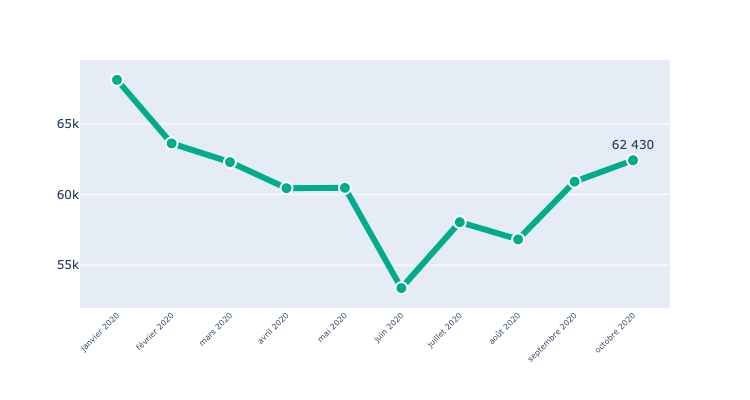 65k
62 430
60k
55k
janvier 2020
février 2020
mars 2020
avril 2020
mai 2020
juin 2020
juillet 2020
août 2020
septembre 2020
octobre 2020